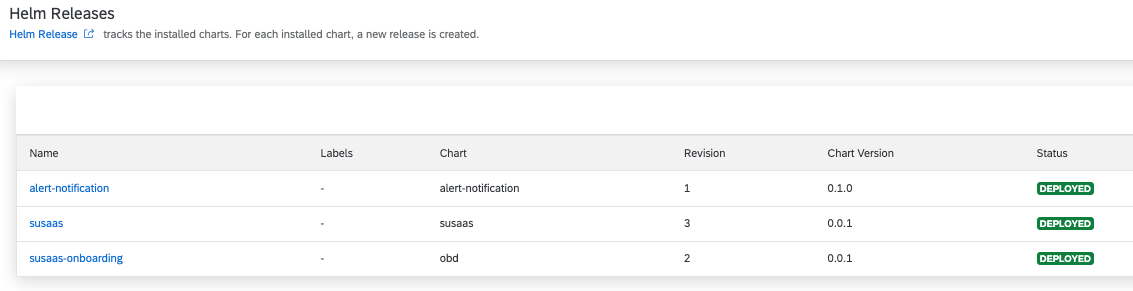 Helm Releases
Helm Release tracks the installed charts. For each installed chart, a new release is created.
Name Labels Chart Revision Chart Version Status
alert-notification - alert-notification 1 0.1.0 DEPLOYED
susaas - susaas 3 0.0.1 DEPLOYED
susaas-onboarding - obd 2 0.0.1 DEPLOYED